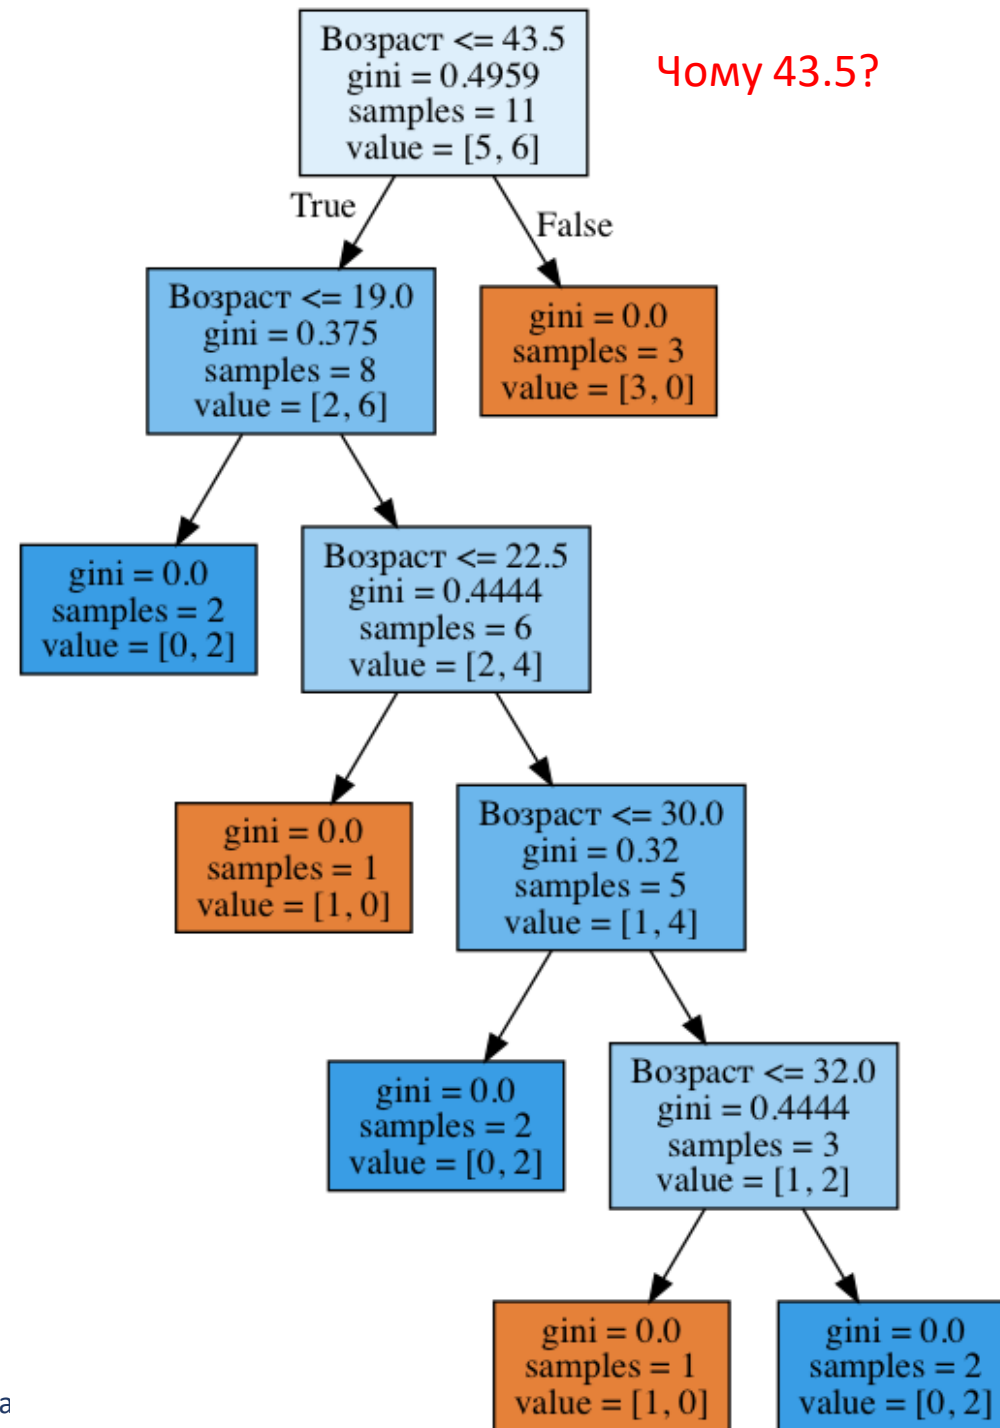 Возраст <= 43.5
gini = 0.4959
samples = 11
value = [5, 6]
Чому 43.5?
True
False
Возраст <= 19.0
gini = 0.375
samples = 8
value = [2, 6]
gini = 0.0
samples = 3
value = [3, 0]
gini = 0.0
samples = 2
value = [0, 2]
Возраст <= 22.5
gini = 0.4444
samples = 6
value = [2, 4]
gini = 0.0
samples = 1
value = [1, 0]
Возраст <= 30.0
gini = 0.32
samples = 5
value = [1, 4]
gini = 0.0
samples = 2
value = [0, 2]
Возраст <= 32.0
gini = 0.4444
samples = 3
value = [1, 2]
gini = 0.0
samples = 1
value = [1, 0]
gini = 0.0
samples = 2
value = [0, 2]